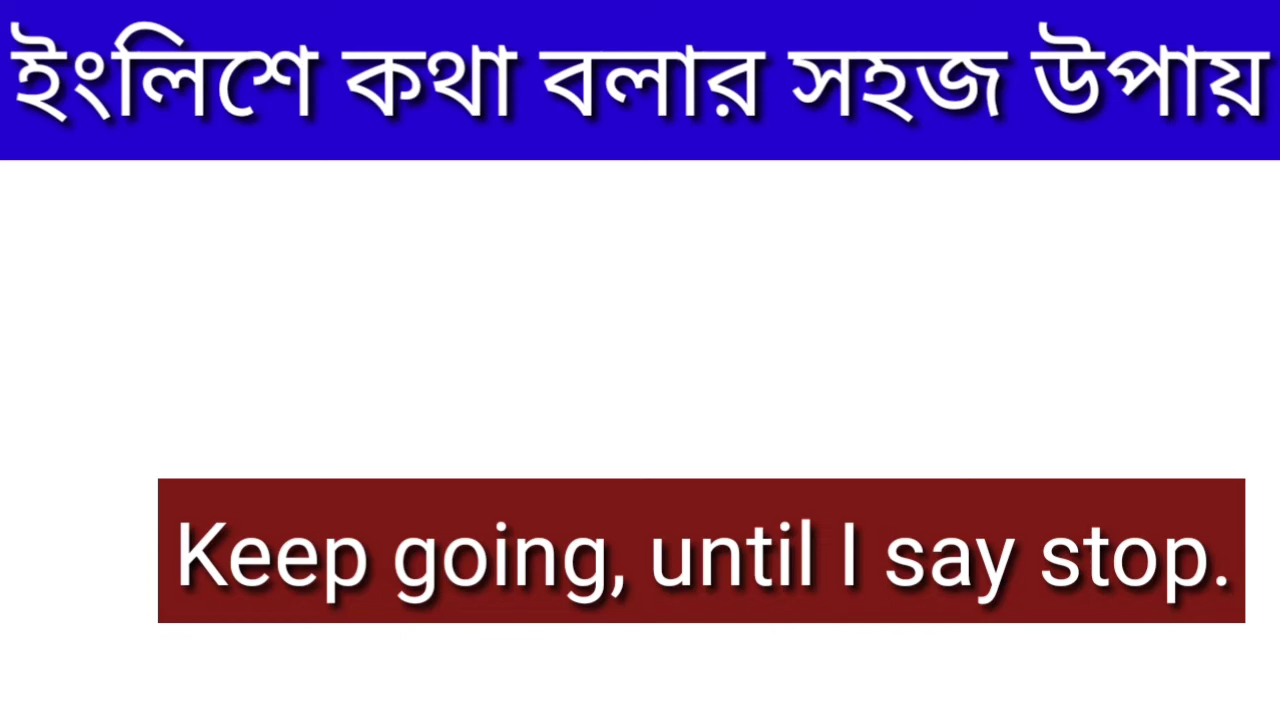 ইংলিশে কথা বলার সহজ উপায়
Keep going, until I say stop.